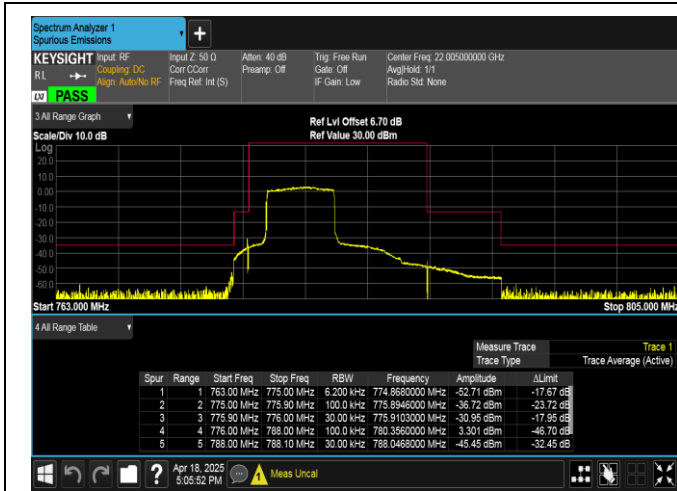 Spectrum Analyzer 1
Spurious Emissions
+
KEYSIGHT Input: RF Input Z: 50 Ω Atten: 40 dB Trig: Free Run Center Freq: 22.005000000 GHz
RL Coupling: DC Corr CCorr Preamp: Off Gate: Off Avg|Hold: 1/1
Align: Auto/No RF Freq Ref: Int (S) IF Gain: Low Radio Std: None
LXI PASS
3 All Range Graph
Ref Lvl Offset 6.70 dB
Scale/Div 10.0 dB Ref Value 30.00 dBm
Log
20.0
10.0
0.00
-10.0
-20.0
-30.0
-40.0
-50.0
-60.0
Start 763.000 MHz Stop 805.000 MHz
4 All Range Table
Measure Trace Trace 1
Trace Type Trace Average (Active)
Spur Range Start Freq Stop Freq RBW Frequency Amplitude ΔLimit
1 1 763.00 MHz 775.00 MHz 6.200 kHz 774.8680000 MHz -52.71 dBm -17.67 dB
2 2 775.00 MHz 775.90 MHz 100.0 kHz 775.8946000 MHz -36.72 dBm -23.72 dB
3 3 775.90 MHz 776.00 MHz 30.00 kHz 775.9103000 MHz -30.95 dBm -17.95 dB
4 4 776.00 MHz 788.00 MHz 100.0 kHz 780.3560000 MHz 3.301 dBm -46.70 dB
5 5 788.00 MHz 788.10 MHz 30.00 kHz 788.0468000 MHz -45.45 dBm -32.45 dB
? Apr 18, 2025
5:05:52 PM Meas Uncal